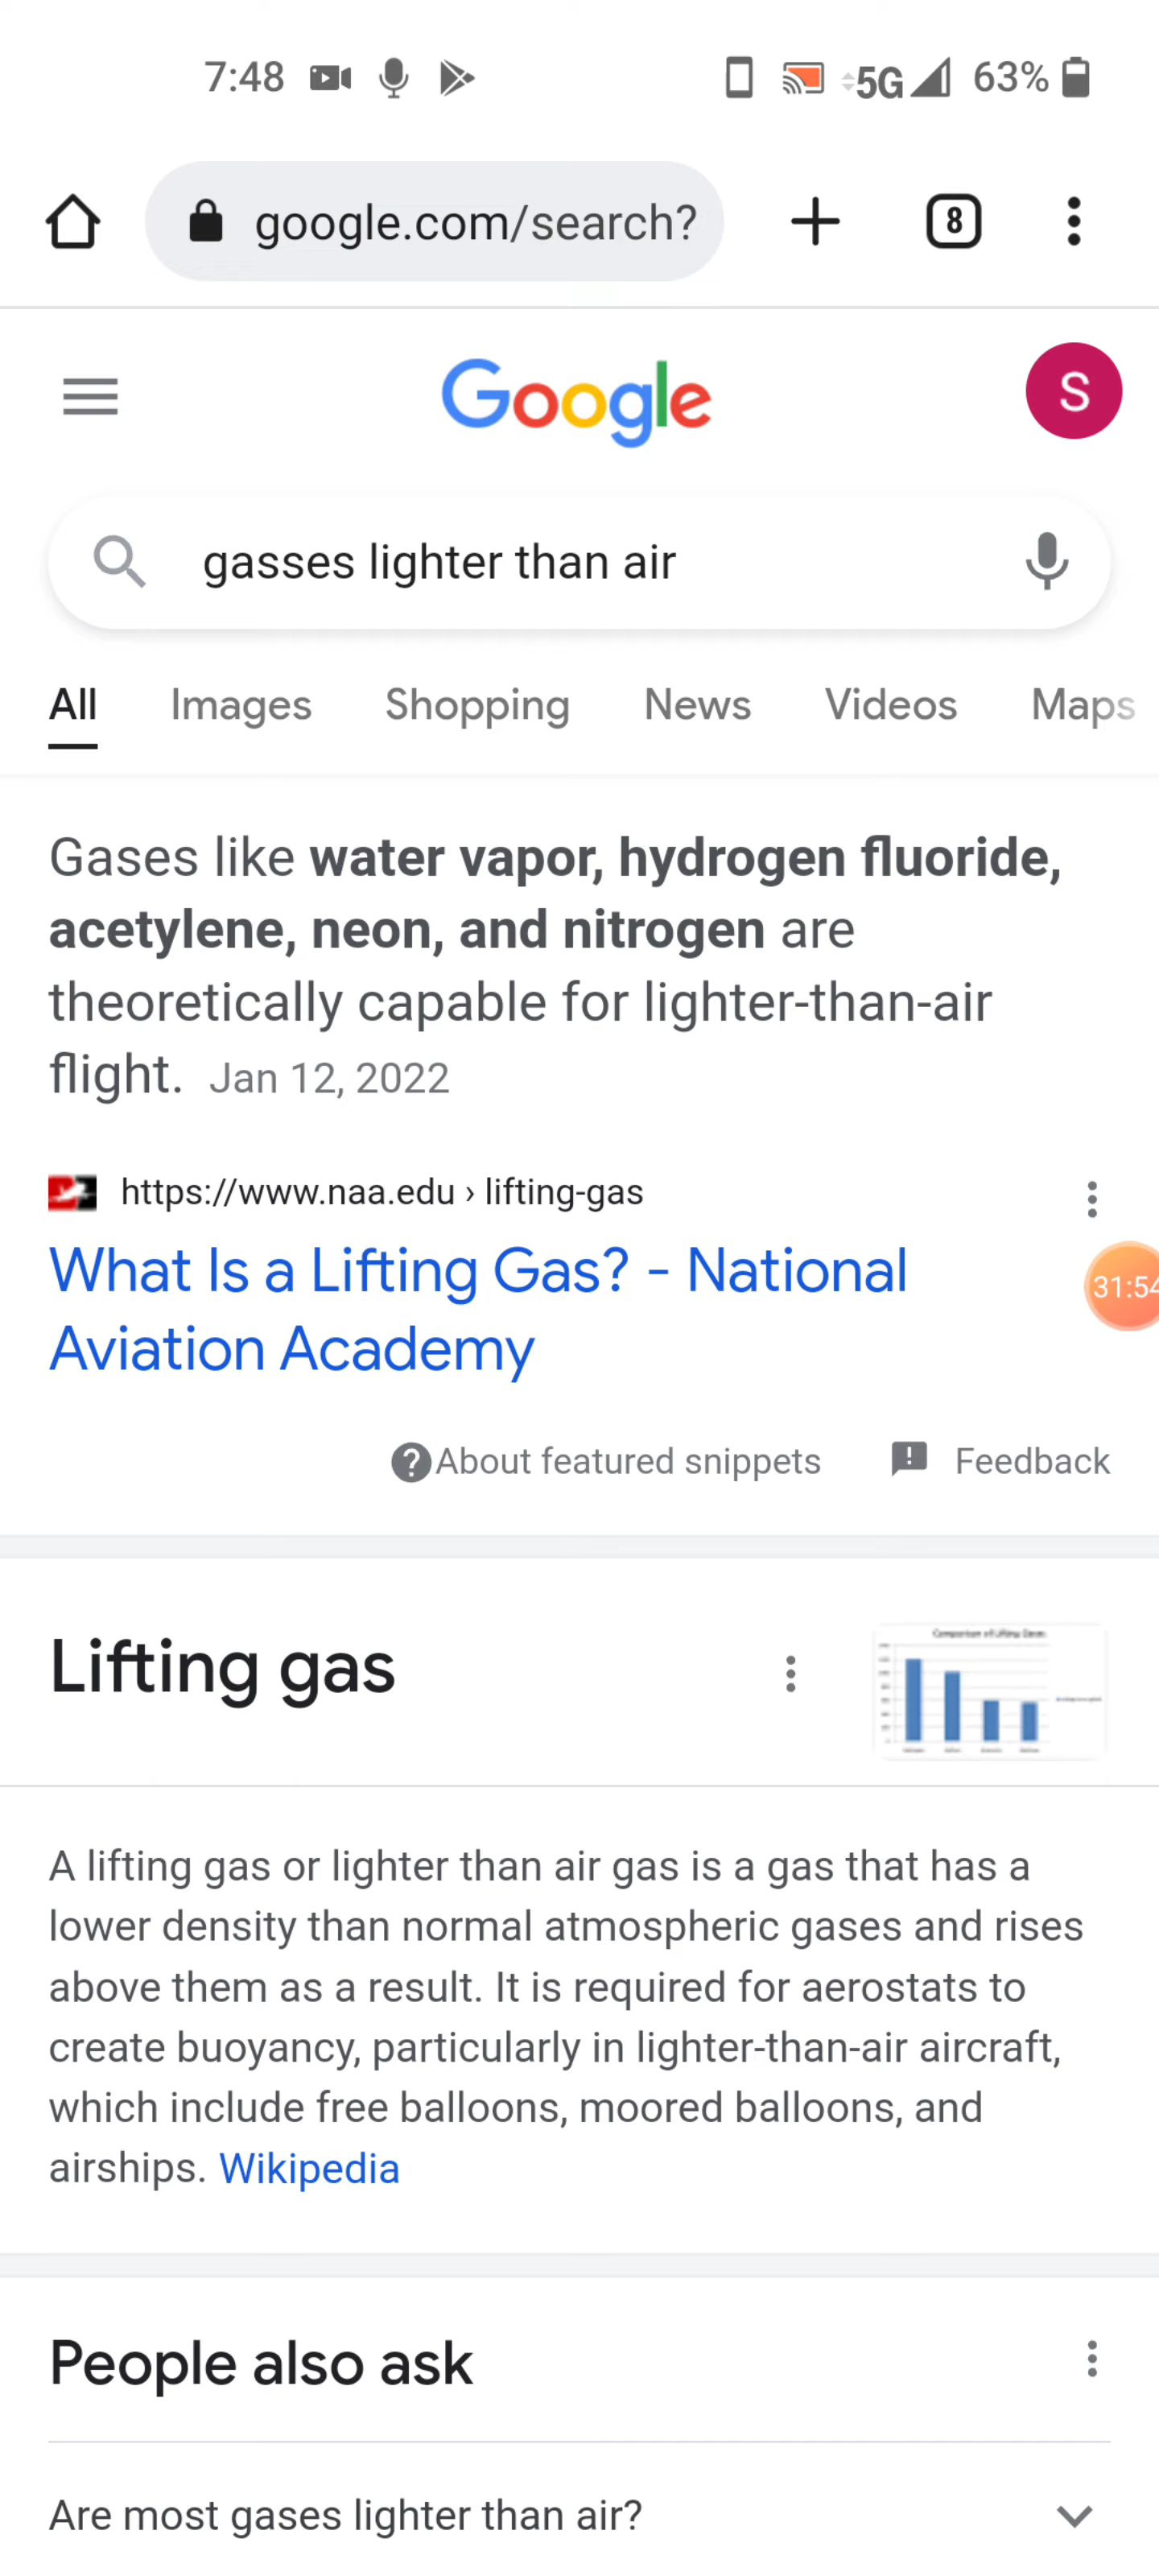 7:48 5G 63%
google.com/search? 8
Google S
gasses lighter than air
All Images Shopping News Videos Maps
Gases like water vapor, hydrogen fluoride,
acetylene, neon, and nitrogen are
theoretically capable for lighter-than-air
flight. Jan 12, 2022
https://www.naa.edu › lifting-gas
What Is a Lifting Gas? - National
Aviation Academy
31:54
About featured snippets Feedback
Lifting gas
Comparison of Lifting Gases
A lifting gas or lighter than air gas is a gas that has a
lower density than normal atmospheric gases and rises
above them as a result. It is required for aerostats to
create buoyancy, particularly in lighter-than-air aircraft,
which include free balloons, moored balloons, and
airships. Wikipedia
People also ask
Are most gases lighter than air?